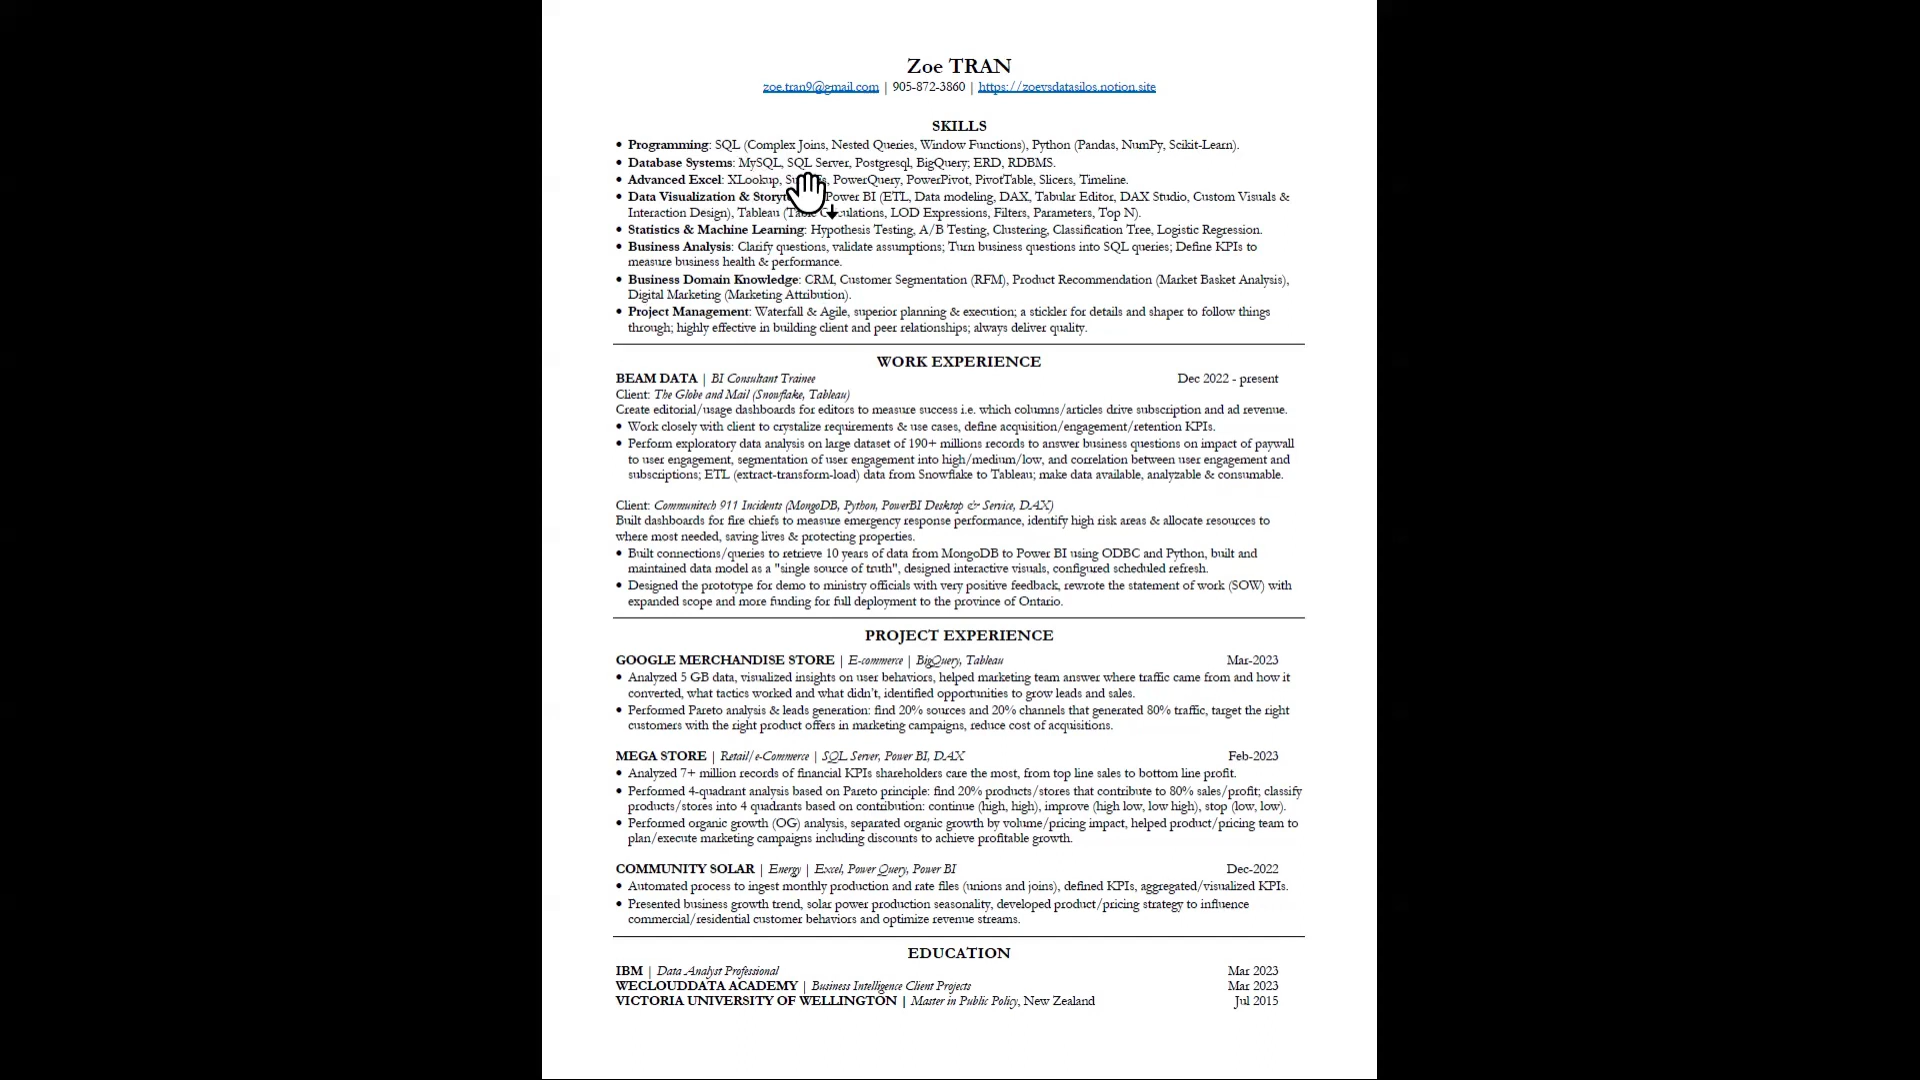 Zoe TRAN
zoe.tran9@gmail.com | 905-872-3860 | https://zoevsdatasilos.notion.site
SKILLS
• Programming: SQL (Complex Joins, Nested Queries, Window Functions), Python (Pandas, NumPy, Scikit-Learn).
• Database Systems: MySQL, SQL Server, Postgresql, BigQuery; ERD, RDBMS.
• Advanced Excel: XLookup, PowerQuery, PowerPivot, PivotTable, Slicers, Timeline.
• Data Visualization & Power BI (ETL, Data modeling, DAX, Tabular Editor, DAX Studio, Custom Visuals &
Interaction Design), Tableau (Table Calculations, LOD Expressions, Filters, Parameters, Top N).
• Statistics & Machine Learning: Hypothesis Testing, A/B Testing, Clustering, Classification Tree, Logistic Regression.
• Business Analysis: Clarify questions, validate assumptions; Turn business questions into SQL queries; Define KPIs to
measure business health & performance.
• Business Domain Knowledge: CRM, Customer Segmentation (RFM), Product Recommendation (Market Basket Analysis),
Digital Marketing (Marketing Attribution).
• Project Management: Waterfall & Agile, superior planning & execution; a stickler for details and shaper to follow things
through; highly effective in building client and peer relationships; always deliver quality.
WORK EXPERIENCE
BEAM DATA | BI Consultant Trainee Dec 2022 - present
Client: The Globe and Mail (Snowflake, Tableau)
Create editorial/usage dashboards for editors to measure success i.e. which columns/articles drive subscription and ad revenue.
• Work closely with client to crystalize requirements & use cases, define acquisition/engagement/retention KPIs.
• Perform exploratory data analysis on large dataset of 190+ millions records to answer business questions on impact of paywall
to user engagement, segmentation of user engagement into high/medium/low, and correlation between user engagement and
subscriptions; ETL (extract-transform-load) data from Snowflake to Tableau; make data available, analyzable & consumable.
Client: Communitech 911 Incidents (MongoDB, Python, PowerBI Desktop & Service, DAX)
Built dashboards for fire chiefs to measure emergency response performance, identify high risk areas & allocate resources to
where most needed, saving lives & protecting properties.
• Built connections/queries to retrieve 10 years of data from MongoDB to Power BI using ODBC and Python, built and
maintained data model as a "single source of truth", designed interactive visuals, configured scheduled refresh.
• Designed the prototype for demo to ministry officials with very positive feedback, rewrote the statement of work (SOW) with
expanded scope and more funding for full deployment to the province of Ontario.
PROJECT EXPERIENCE
GOOGLE MERCHANDISE STORE | E-commerce | BigQuery, Tableau Mar-2023
• Analyzed 5 GB data, visualized insights on user behaviors, helped marketing team answer where traffic came from and how it
converted, what tactics worked and what didn't, identified opportunities to grow leads and sales.
• Performed Pareto analysis & leads generation: find 20% sources and 20% channels that generated 80% traffic, target the right
customers with the right product offers in marketing campaigns, reduce cost of acquisitions.
MEGA STORE | Retail/e-Commerce | SQL Server, Power BI, DAX Feb-2023
• Analyzed 7+ million records of financial KPIs shareholders care the most, from top line sales to bottom line profit.
• Performed 4-quadrant analysis based on Pareto principle: find 20% products/stores that contribute to 80% sales/profit; classify
products/stores into 4 quadrants based on contribution: continue (high, high), improve (high low, low high), stop (low, low).
• Performed organic growth (OG) analysis, separated organic growth by volume/pricing impact, helped product/pricing team to
plan/execute marketing campaigns including discounts to achieve profitable growth.
COMMUNITY SOLAR | Energy | Excel, Power Query, Power BI Dec-2022
• Automated process to ingest monthly production and rate files (unions and joins), defined KPIs, aggregated/visualized KPIs.
• Presented business growth trend, solar power production seasonality, developed product/pricing strategy to influence
commercial/residential customer behaviors and optimize revenue streams.
EDUCATION
IBM | Data Analyst Professional Mar 2023
WECLOUDDATA ACADEMY | Business Intelligence Client Projects Mar 2023
VICTORIA UNIVERSITY OF WELLINGTON | Master in Public Policy, New Zealand Jul 2015